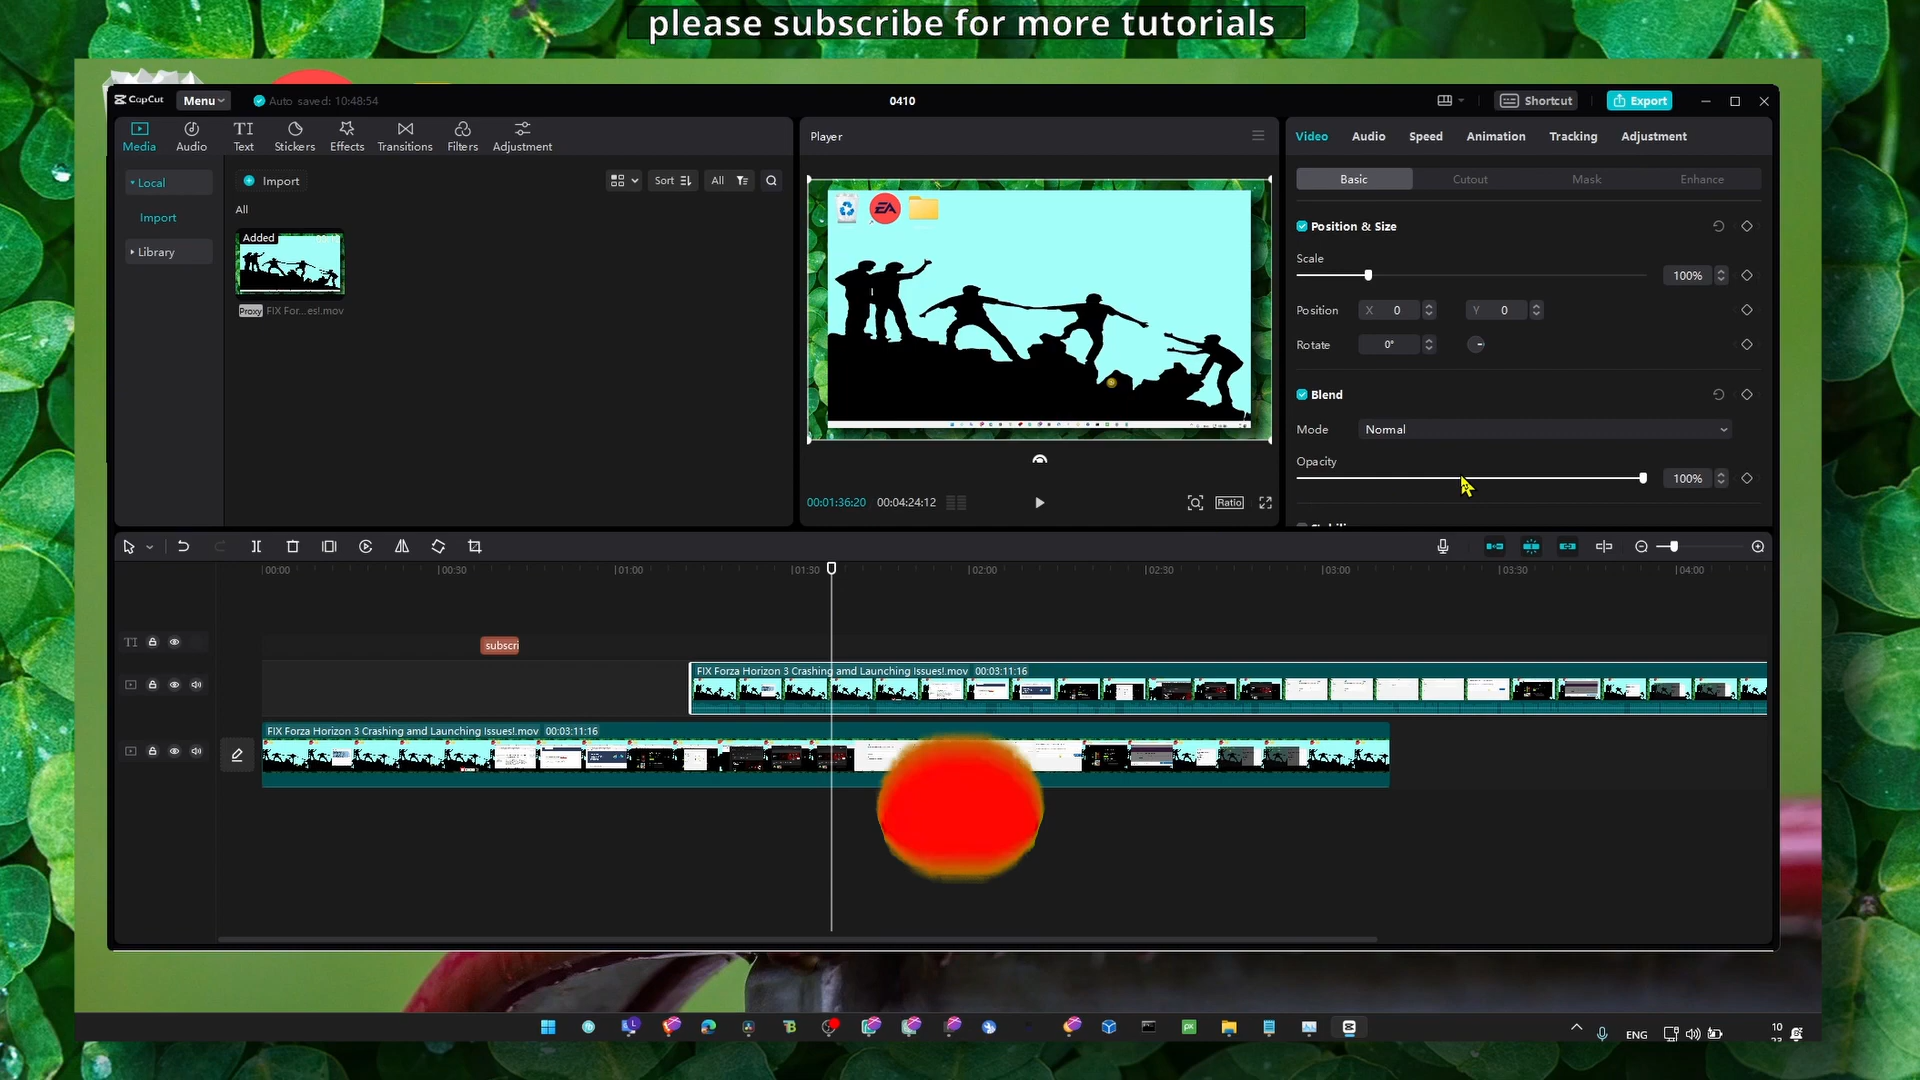 please subscribe for more tutorials
CapCut Menu Auto saved: 10:48:54 0410 Shortcut Export
Media Audio Text Stickers Effects Transitions Filters Adjustment
Local
Import
Library
Import Sort All
All
Added
Proxy FIX For...es!.mov
Player
EA
00:01:36:20 00:04:24:12 Ratio
Video Audio Speed Animation Tracking Adjustment
Basic Cutout Mask Enhance
Position & Size
Scale
100%
Position X 0 Y 0
Rotate 0°
Blend
Mode Normal
Opacity
100%
00:00 00:30 01:00 01:30 02:00 02:30 03:00 03:30 04:00
TI subscri
FIX Forza Horizon 3 Crashing amd Launching Issues!.mov 00:03:11:16
FIX Forza Horizon 3 Crashing amd Launching Issues!.mov 00:03:11:16
ENG 10